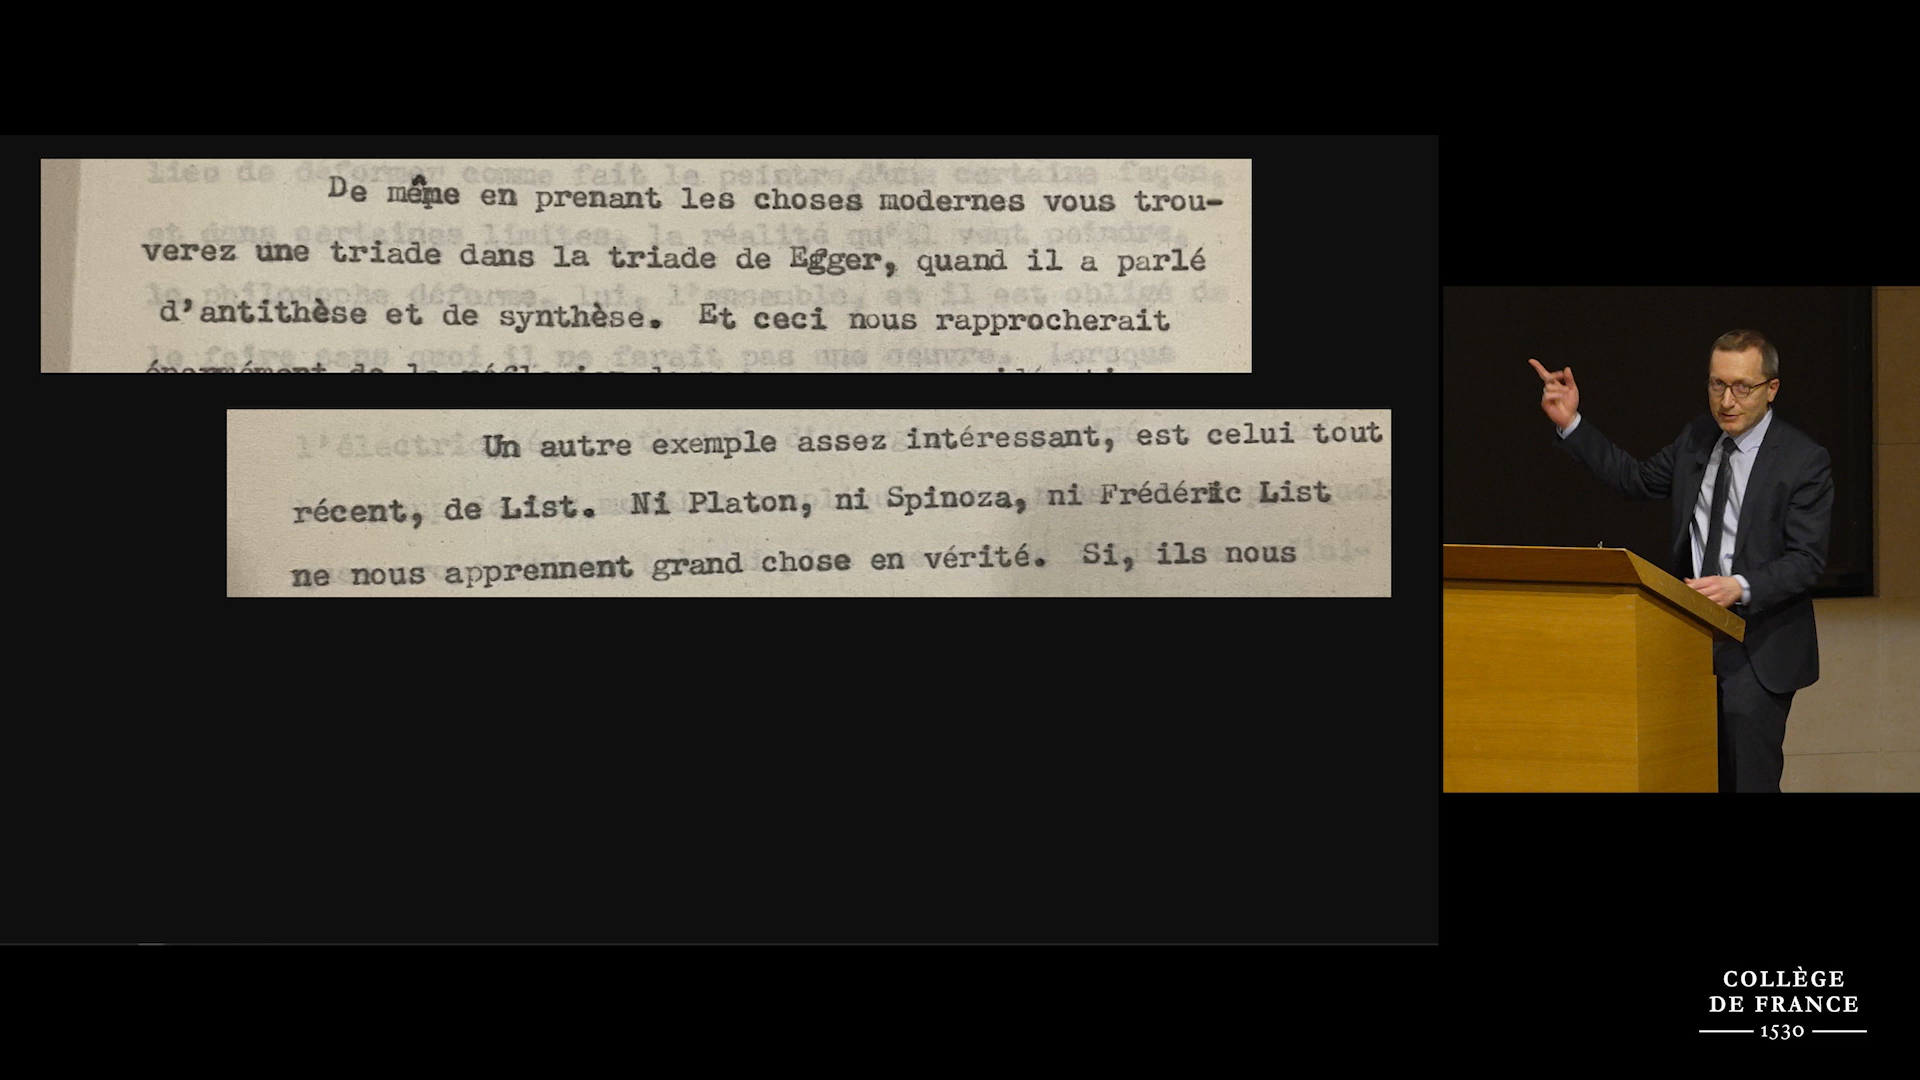 De même en prenant les choses modernes vous trou-
verez une triade dans la triade de Egger, quand il a parlé
d'antithèse et de synthèse. Et ceci nous rapprocherait
Un autre exemple assez intéressant, est celui tout
récent, de List. Ni Platon, ni Spinoza, ni Frédéric List
ne nous apprennent grand chose en vérité. Si, ils nous
COLLÈGE
DE FRANCE
1530